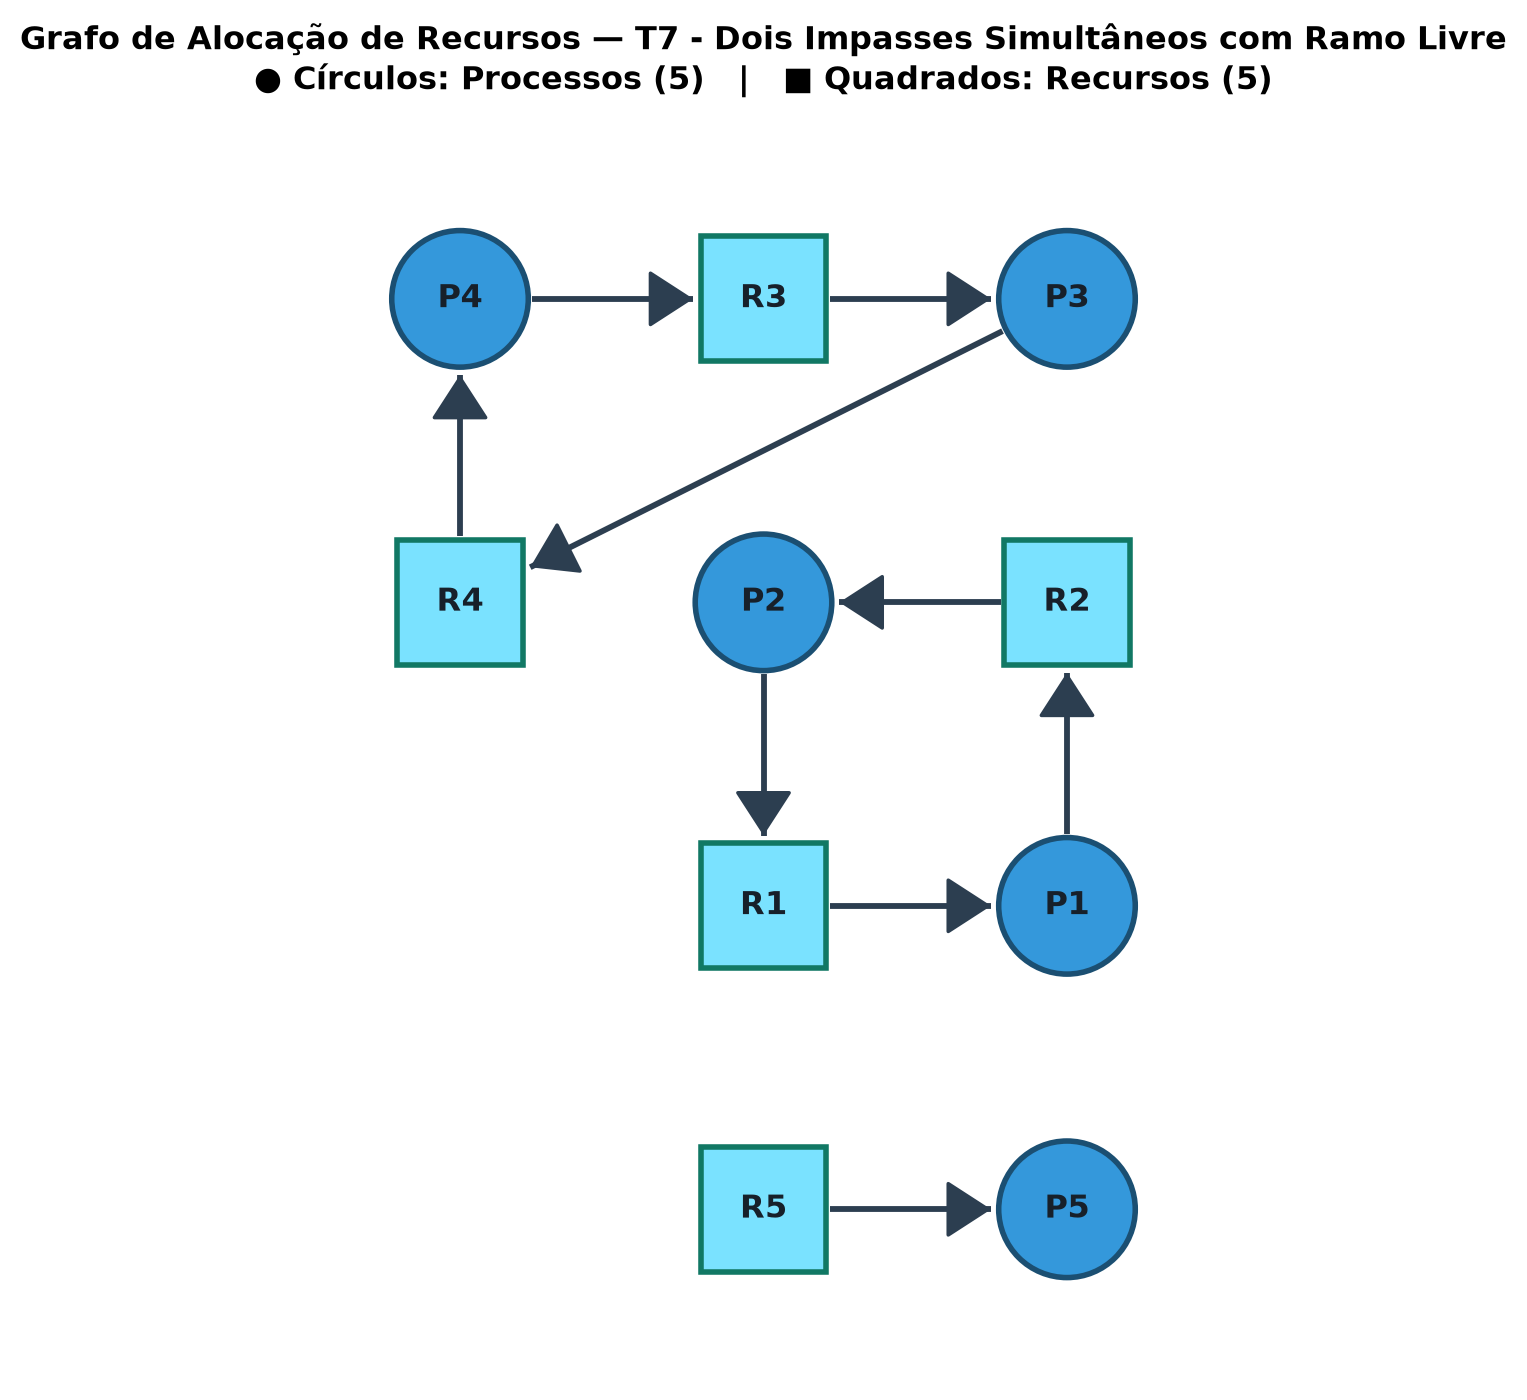 Grafo de Alocação de Recursos — T7 - Dois Impasses Simultâneos com Ramo Livre
● Círculos: Processos (5) | ■ Quadrados: Recursos (5)
P4
R3
P3
R4
P2
R2
R1
P1
R5
P5